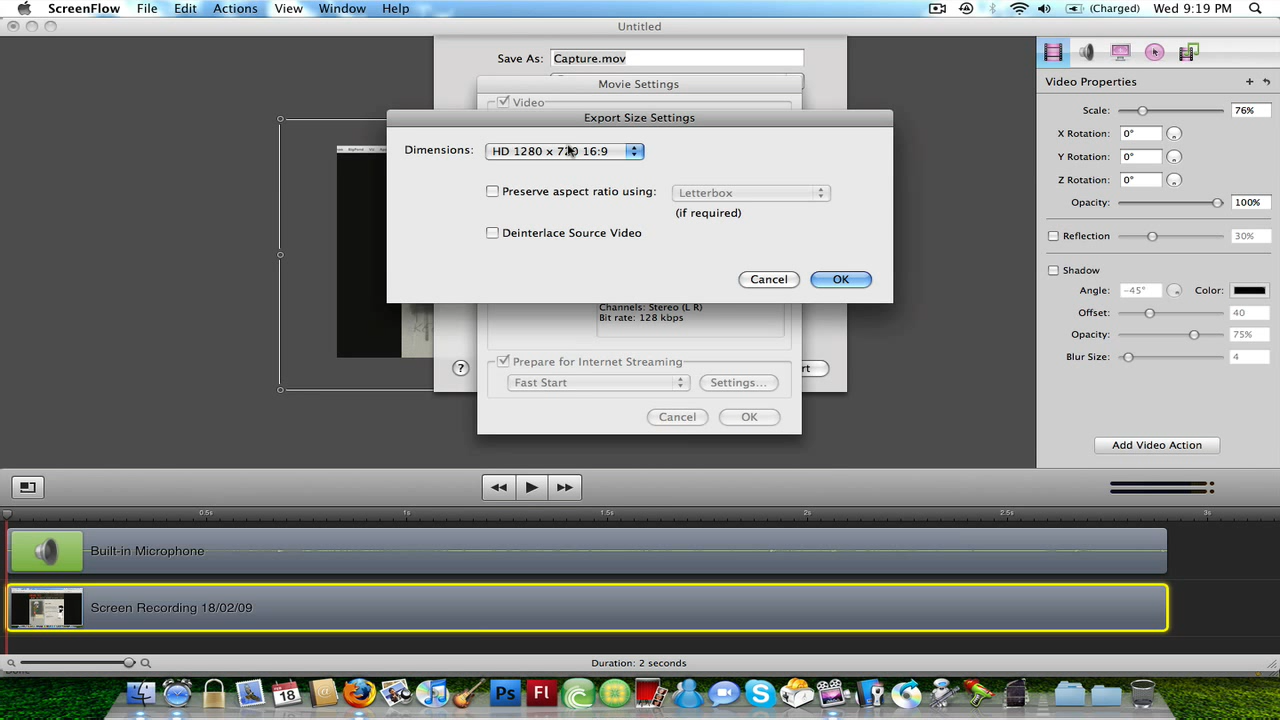 ScreenFlow File Edit Actions View Window Help (Charged) Wed 9:19 PM
Untitled
Save As: Capture.mov
Movie Settings
Video
Export Size Settings
Dimensions: HD 1280 x 720 16:9
Preserve aspect ratio using: Letterbox
(if required)
Deinterlace Source Video
Cancel OK
Channels: Stereo (L R)
Bit rate: 128 kbps
Prepare for Internet Streaming
? rt
Fast Start Settings...
Cancel OK
Video Properties
Scale: 76%
X Rotation: 0°
Y Rotation: 0°
Z Rotation: 0°
Opacity: 100%
Reflection 30%
Shadow
Angle: -45° Color:
Offset: 40
Opacity: 75%
Blur Size: 4
Add Video Action
0.5s 1s 1.5s 2s 2.5s 3s
Built-in Microphone
Screen Recording 18/02/09
Duration: 2 seconds
FEB 18 Ps Fl